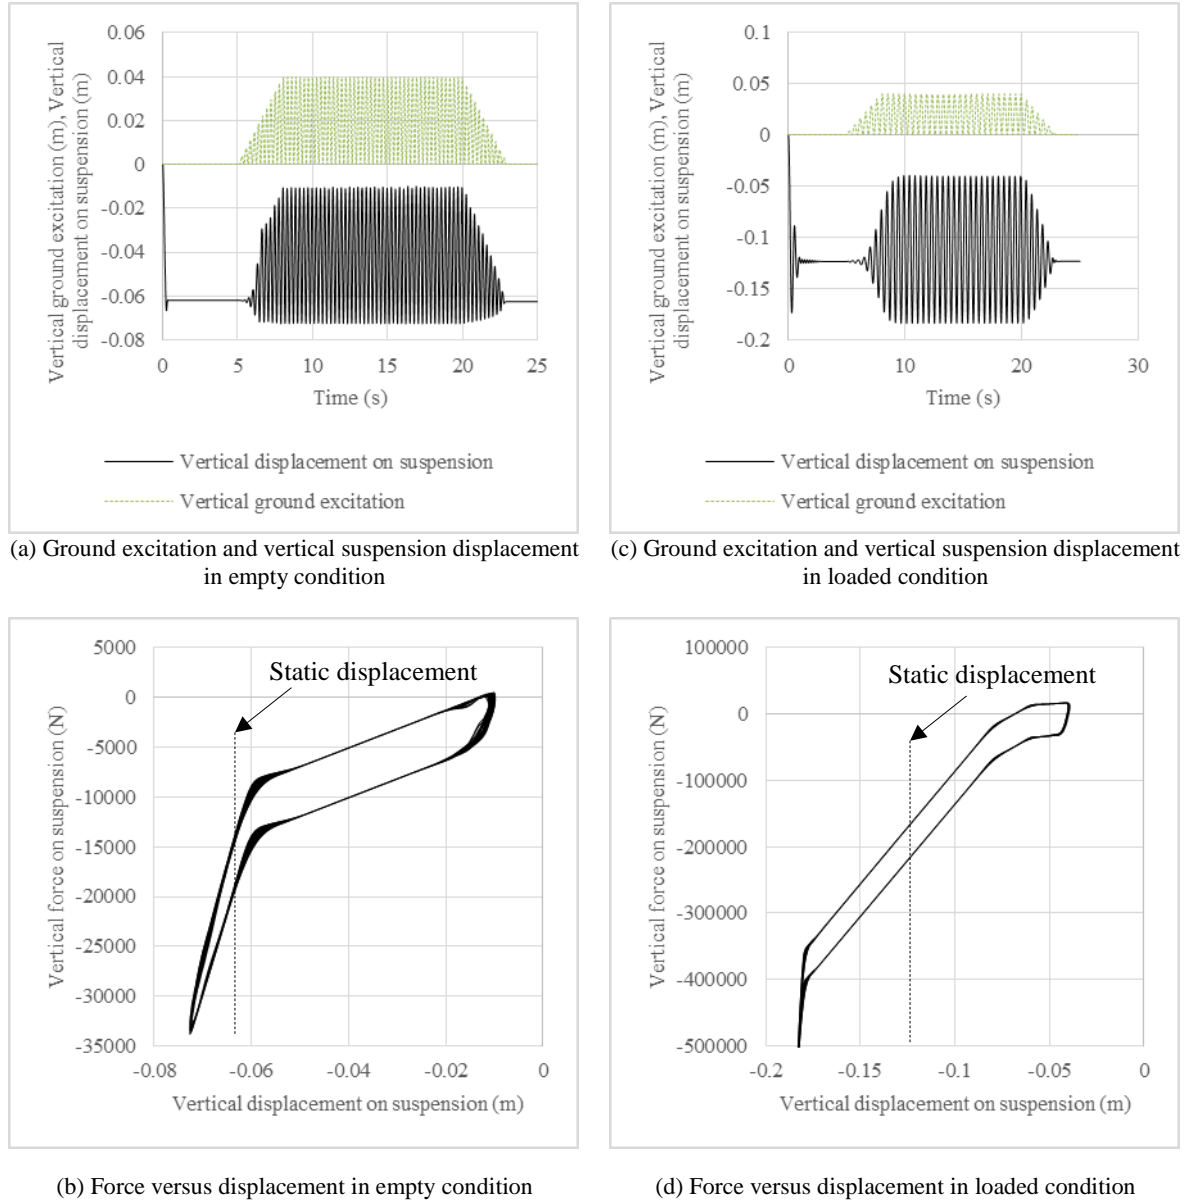 Vertical ground excitation (m), Vertical
displacement on suspension (m)
0.06
0.04
0.02
0
-0.02
-0.04
-0.06
-0.08
0 5 10 15 20 25
Time (s)
Vertical displacement on suspension
Vertical ground excitation
(a) Ground excitation and vertical suspension displacement
in empty condition
Vertical ground excitation (m), Vertical
displacement on suspension (m)
0.1
0.05
0
-0.05
-0.1
-0.15
-0.2
0 10 20 30
Time (s)
Vertical displacement on suspension
Vertical ground excitation
(c) Ground excitation and vertical suspension displacement
in loaded condition
Vertical force on suspension (N)
5000
0
-5000
-10000
-15000
-20000
-25000
-30000
-35000
Static displacement
-0.08 -0.06 -0.04 -0.02 0
Vertical displacement on suspension (m)
(b) Force versus displacement in empty condition
Vertical force on suspension (N)
100000
0
-100000
-200000
-300000
-400000
-500000
Static displacement
-0.2 -0.15 -0.1 -0.05 0
Vertical displacement on suspension (m)
(d) Force versus displacement in loaded condition